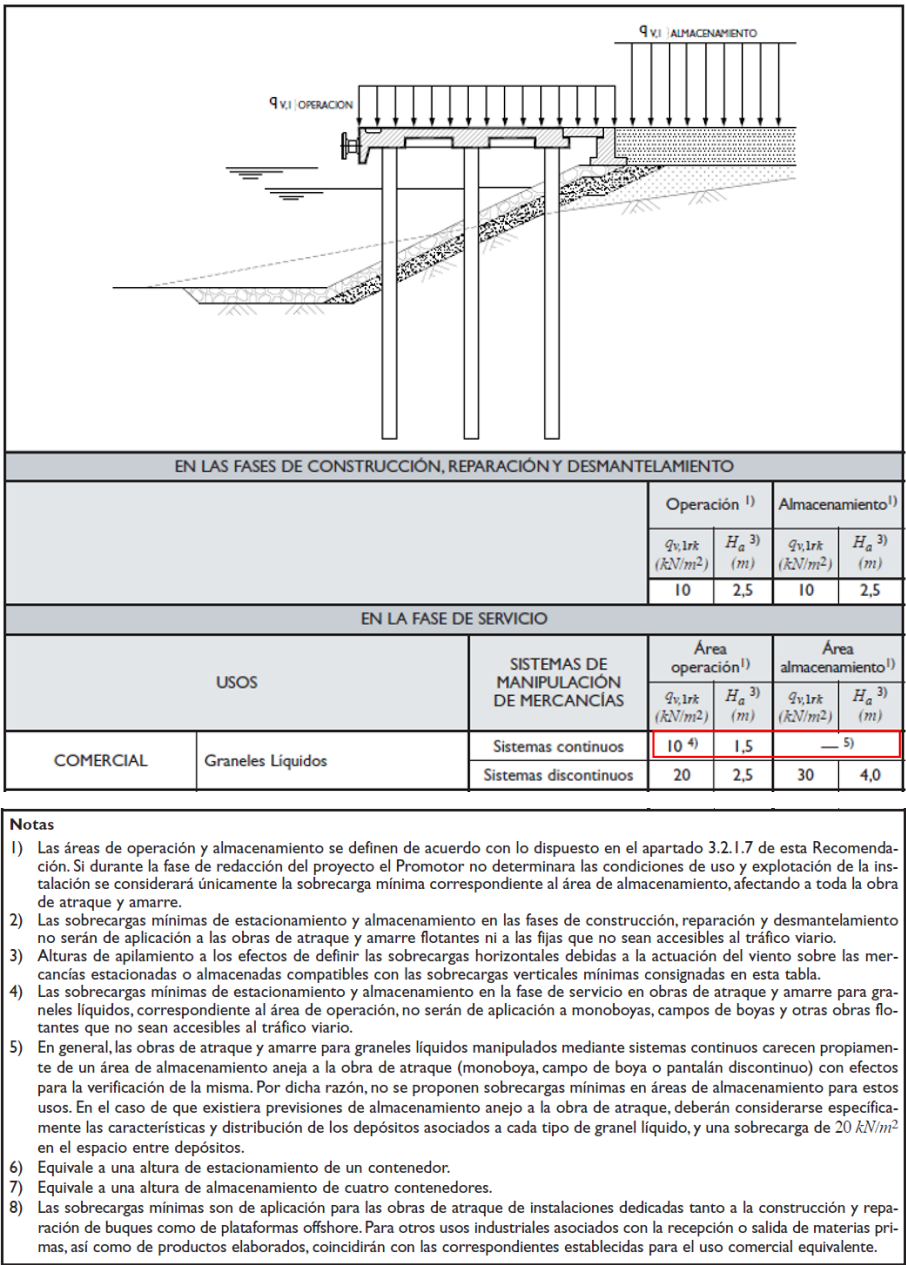 q V,I | ALMACENAMIENTO
q V,I | OPERACION
EN LAS FASES DE CONSTRUCCIÓN, REPARACIÓN Y DESMANTELAMIENTO
Operación 1) Almacenamiento1)
qv,1rk (kN/m2) Ha 3) (m) qv,1rk (kN/m2) Ha 3) (m)
10 2,5 10 2,5
EN LA FASE DE SERVICIO
USOS SISTEMAS DE MANIPULACIÓN DE MERCANCÍAS Área operación1) Área almacenamiento1)
qv,1rk (kN/m2) Ha 3) (m) qv,1rk (kN/m2) Ha 3) (m)
COMERCIAL Graneles Líquidos Sistemas continuos 10 4) 1,5 — 5)
Sistemas discontinuos 20 2,5 30 4,0
Notas
1) Las áreas de operación y almacenamiento se definen de acuerdo con lo dispuesto en el apartado 3.2.1.7 de esta Recomenda-
ción. Si durante la fase de redacción del proyecto el Promotor no determinara las condiciones de uso y explotación de la ins-
talación se considerará únicamente la sobrecarga mínima correspondiente al área de almacenamiento, afectando a toda la obra
de atraque y amarre.
2) Las sobrecargas mínimas de estacionamiento y almacenamiento en las fases de construcción, reparación y desmantelamiento
no serán de aplicación a las obras de atraque y amarre flotantes ni a las fijas que no sean accesibles al tráfico viario.
3) Alturas de apilamiento a los efectos de definir las sobrecargas horizontales debidas a la actuación del viento sobre las mer-
cancías estacionadas o almacenadas compatibles con las sobrecargas verticales mínimas consignadas en esta tabla.
4) Las sobrecargas mínimas de estacionamiento y almacenamiento en la fase de servicio en obras de atraque y amarre para gra-
neles líquidos, correspondiente al área de operación, no serán de aplicación a monoboyas, campos de boyas y otras obras flo-
tantes que no sean accesibles al tráfico viario.
5) En general, las obras de atraque y amarre para graneles líquidos manipulados mediante sistemas continuos carecen propiamen-
te de un área de almacenamiento aneja a la obra de atraque (monoboya, campo de boya o pantalán discontinuo) con efectos
para la verificación de la misma. Por dicha razón, no se proponen sobrecargas mínimas en áreas de almacenamiento para estos
usos. En el caso de que existiera previsiones de almacenamiento anejo a la obra de atraque, deberán considerarse específica-
mente las características y distribución de los depósitos asociados a cada tipo de granel líquido, y una sobrecarga de 20 kN/m2
en el espacio entre depósitos.
6) Equivale a una altura de estacionamiento de un contenedor.
7) Equivale a una altura de almacenamiento de cuatro contenedores.
8) Las sobrecargas mínimas son de aplicación para las obras de atraque de instalaciones dedicadas tanto a la construcción y repa-
ración de buques como de plataformas offshore. Para otros usos industriales asociados con la recepción o salida de materias pri-
mas, así como de productos elaborados, coincidirán con las correspondientes establecidas para el uso comercial equivalente.